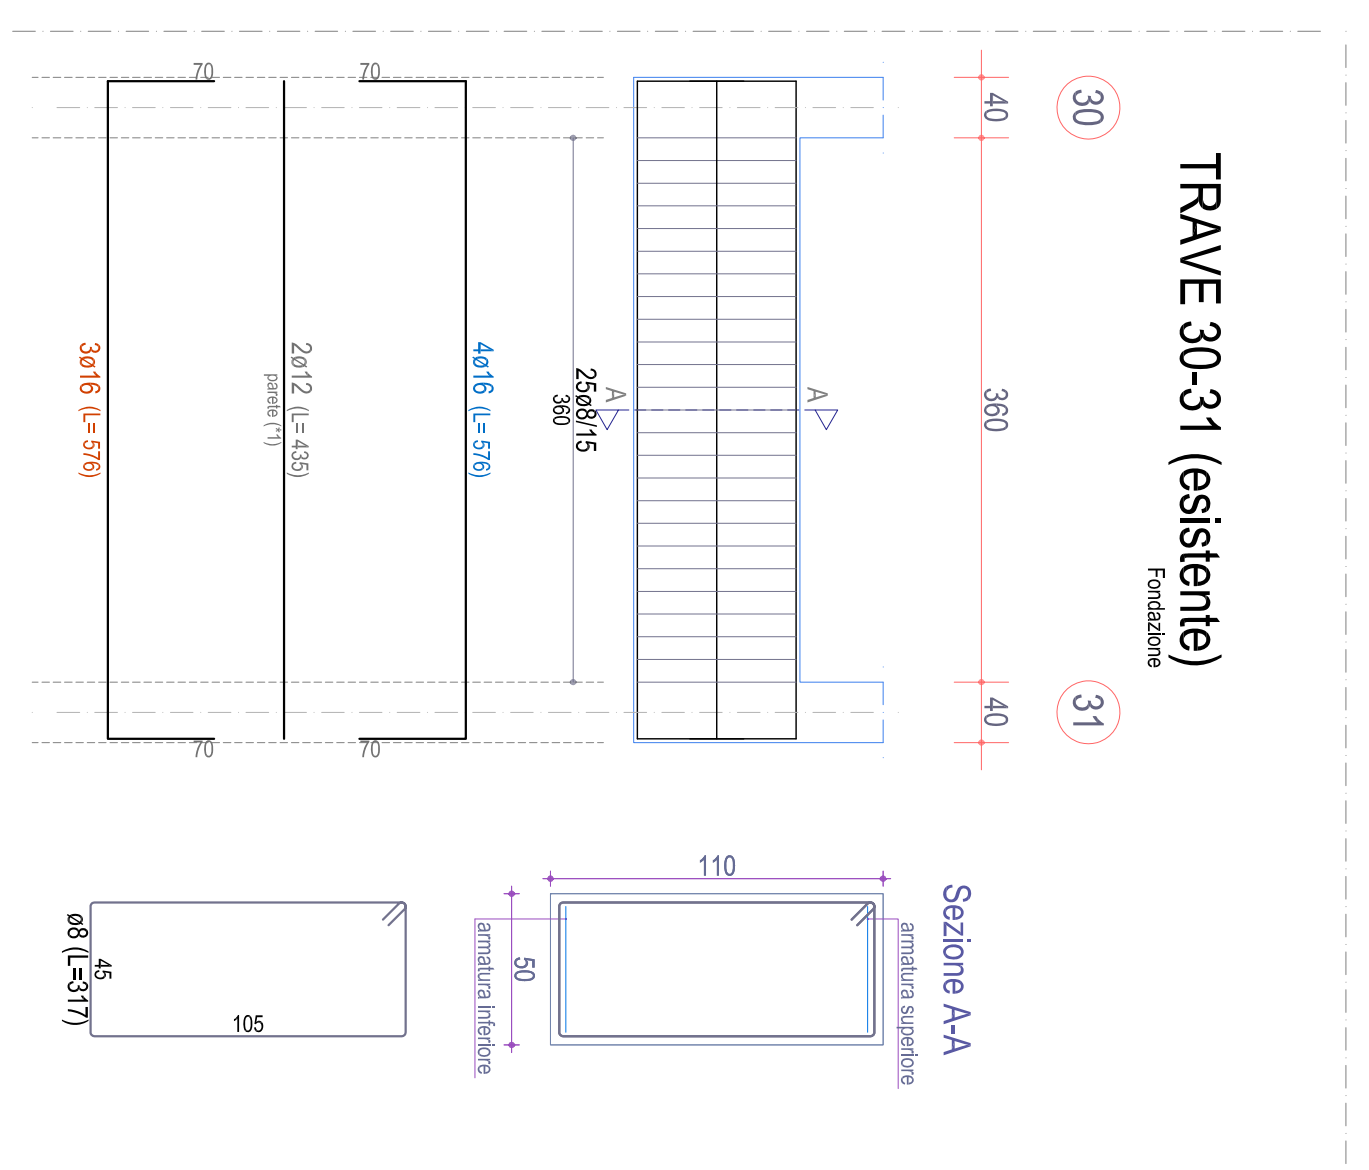 TRAVE 30-31 (esistente)
Fondazione
30
31
40
360
40
A
A
25ø8/15
360
70
70
4ø16 (L= 576)
2ø12 (L= 435)
parete (*1)
70
70
3ø16 (L= 576)
Sezione A-A
armatura superiore
110
50
armatura inferiore
105
45
ø8 (L=317)